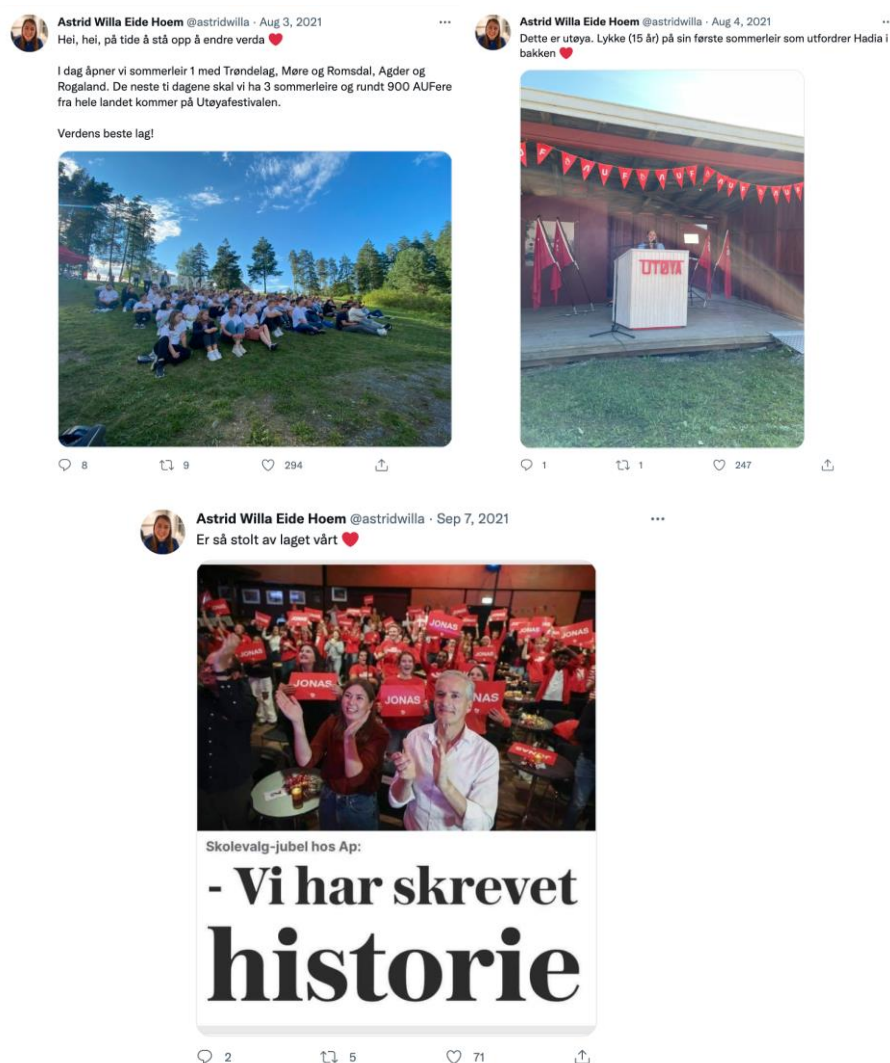 Astrid Willa Eide Hoem @astridwilla · Aug 3, 2021
Hei, hei, på tide å stå opp å endre verda ❤️
I dag åpner vi sommerleir 1 med Trøndelag, Møre og Romsdal, Agder og
Rogaland. De neste ti dagene skal vi ha 3 sommerleire og rundt 900 AUFere
fra hele landet kommer på Utøyafestivalen.
Verdens beste lag!
8 9 294
Astrid Willa Eide Hoem @astridwilla · Aug 4, 2021
Dette er utøya. Lykke (15 år) på sin første sommerleir som utfordrer Hadia i
bakken ❤️
UTØYA
1 1 247
Astrid Willa Eide Hoem @astridwilla · Sep 7, 2021
Er så stolt av laget vårt ❤️
JONAS
JONAS
JONAS
JONAS
JONAS
Skolevalg-jubel hos Ap:
- Vi har skrevet
historie
2 5 71